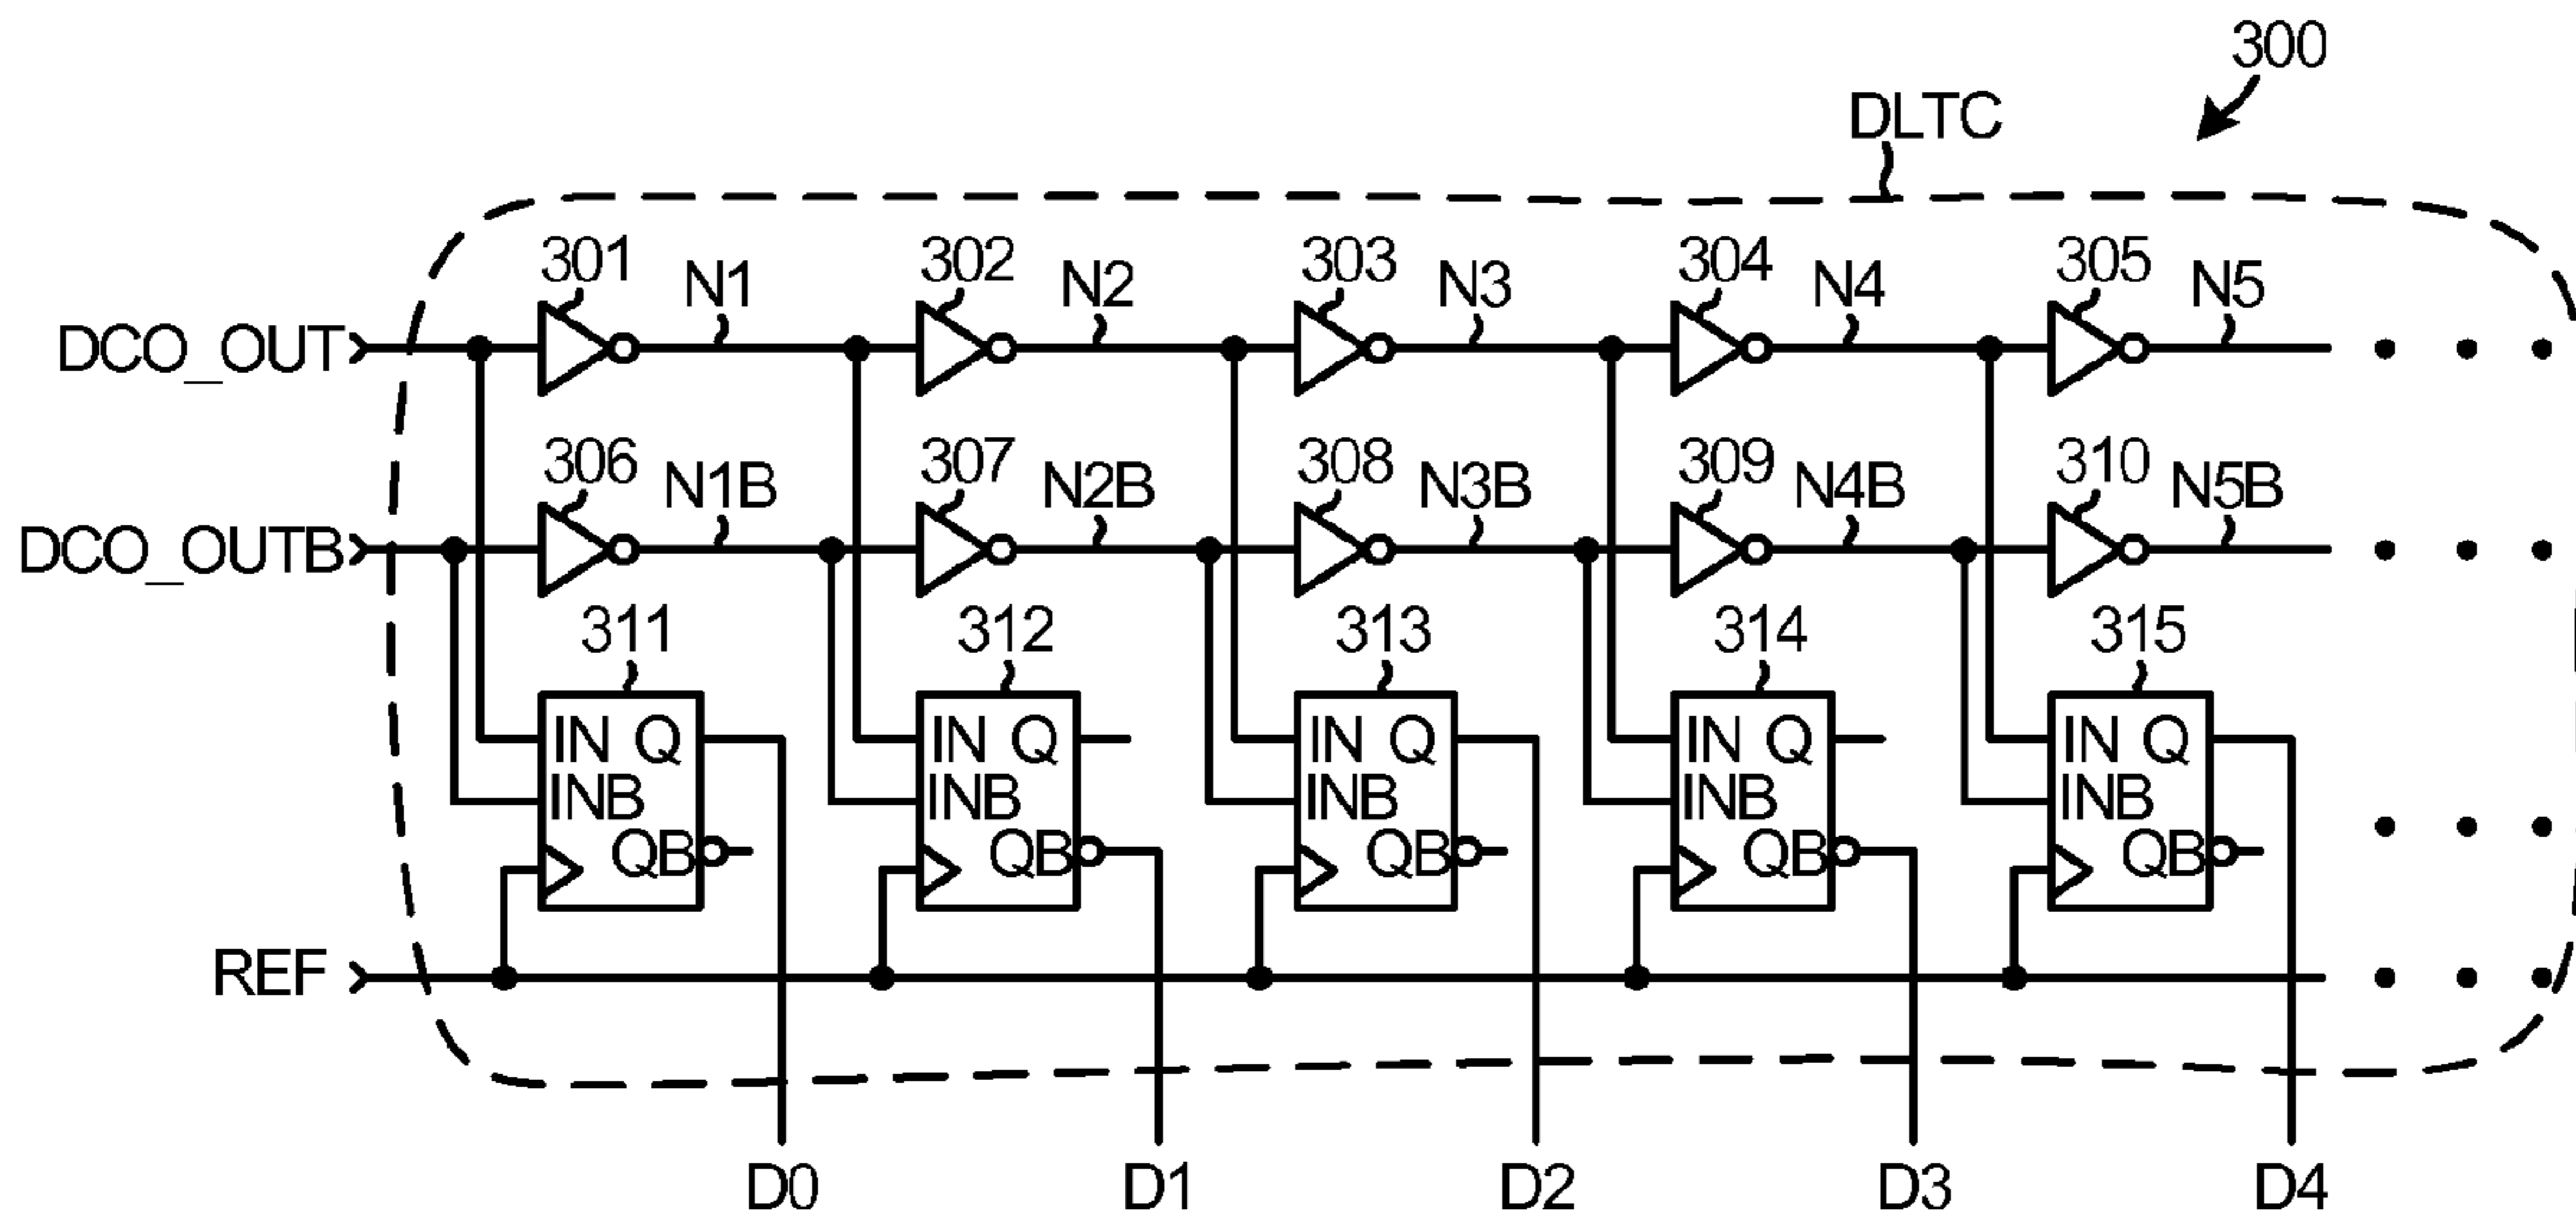 300
DLTC
301 N1 302 N2 303 N3 304 N4 305 N5
DCO_OUT
306 N1B 307 N2B 308 N3B 309 N4B 310 N5B
DCO_OUTB
311 312 313 314 315
IN Q IN Q IN Q IN Q IN Q
INB INB INB INB INB
QB QB QB QB QB
REF
D0 D1 D2 D3 D4